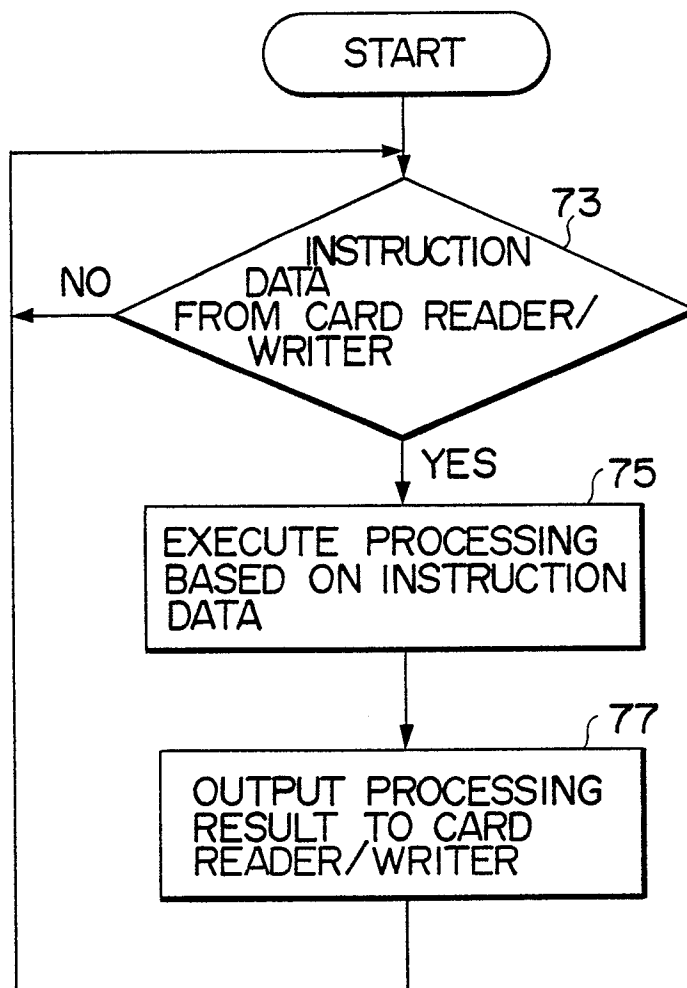 START
73
INSTRUCTION
DATA
NO
FROM CARD READER/
WRITER
YES
75
EXECUTE PROCESSING
BASED ON INSTRUCTION
DATA
77
OUTPUT PROCESSING
RESULT TO CARD
READER/WRITER